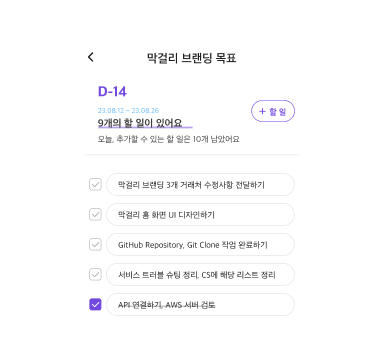 막걸리 브랜딩 목표
D-14
23.08.12 ~ 23.08.26
9개의 할 일이 있어요
+ 할 일
오늘, 추가할 수 있는 할 일은 10개 남았어요
막걸리 브랜딩 3개 거래처 수정사항 전달하기
막걸리 홈 화면 UI 디자인하기
GitHub Repository, Git Clone 작업 완료하기
서비스 트러블 슈팅 정리, CS에 해당 리스트 정리
API 연결하기, AWS 서버 검토